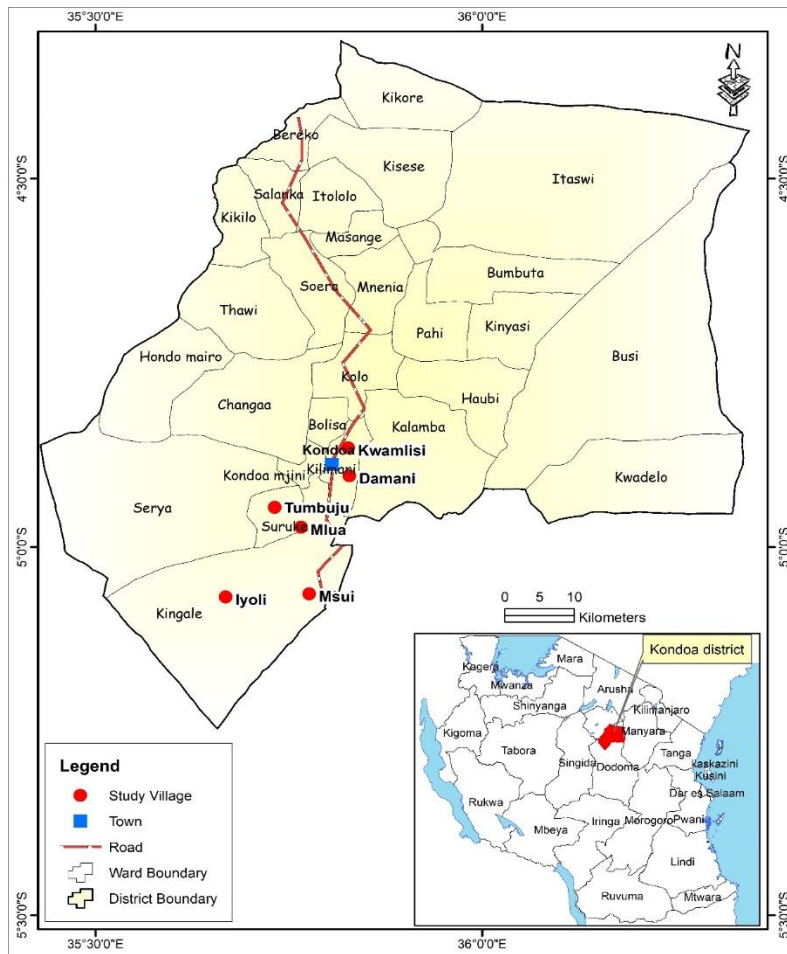 35°30'0"E
36°0'0"E
N
Kikore
Bereko
Kisese
Itaswi
4°30'0"S
4°30'0"S
Salanka
Itololo
Kikilo
Masange
Bumbuta
Soera
Mnenia
Thawi
Pahi
Kinyasi
Busi
Hondo mairo
Kolo
Haubi
Changaa
Bolisa
Kalamba
Kondoa
Kwamlisi
Kondoa mjini
Kilimani
Damani
Kwadelo
Serya
Tumbuju
Suruke
Mlua
5°0'0"S
5°0'0"S
Iyoli
Msui
Kingale
0 5 10
Kilometers
Kondoa district
Kagera
Mara
Mwanza
Arusha
Shinyanga
Kilimanjaro
Kigoma
Manyara
Tabora
Tanga
Singida
Dodoma
Kaskazini
Kusini
Dar es Salaam
Rukwa
Iringa
Morogoro
Pwani
Mbeya
Lindi
Ruvuma
Mtwara
Legend
Study Village
Town
Road
Ward Boundary
District Boundary
5°30'0"S
5°30'0"S
35°30'0"E
36°0'0"E